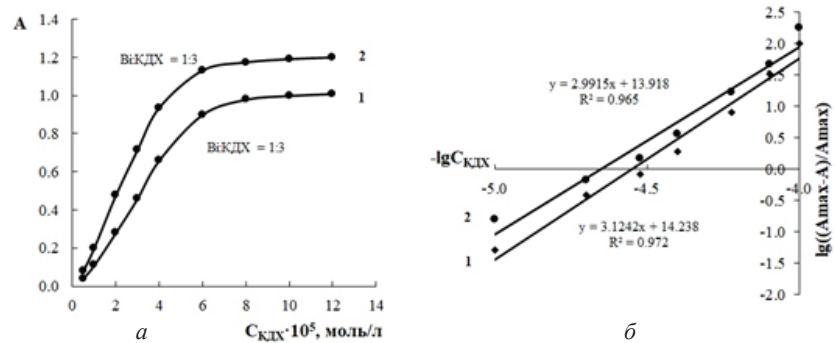 A
1.4
1.2
1.0
0.8
0.6
0.4
0.2
0.0
Bi:КДХ = 1:3
2
1
Bi:КДХ = 1:3
0 2 4 6 8 10 12 14
а
CКДХ·10⁵, моль/л
2.5
2.0
1.5
1.0
0.5
0.0
-0.5
-1.0
-1.5
-2.0
y = 2.9915x + 13.918
R² = 0.965
-lgCКДХ
-5.0 -4.5 -4.0
2
1
y = 3.1242x + 14.238
R² = 0.972
lg((Amax-A)/Amax)
б